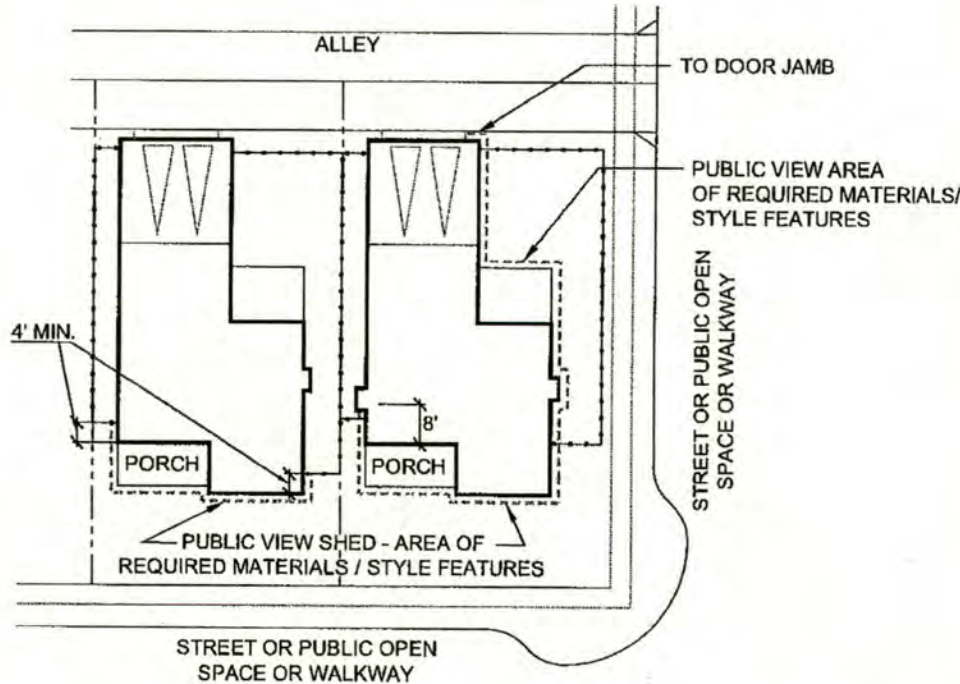 ALLEY
TO DOOR JAMB
PUBLIC VIEW AREA
OF REQUIRED MATERIALS/
STYLE FEATURES
STREET OR PUBLIC OPEN
SPACE OR WALKWAY
4' MIN.
8'
PORCH
PORCH
PUBLIC VIEW SHED - AREA OF
REQUIRED MATERIALS / STYLE FEATURES
STREET OR PUBLIC OPEN
SPACE OR WALKWAY